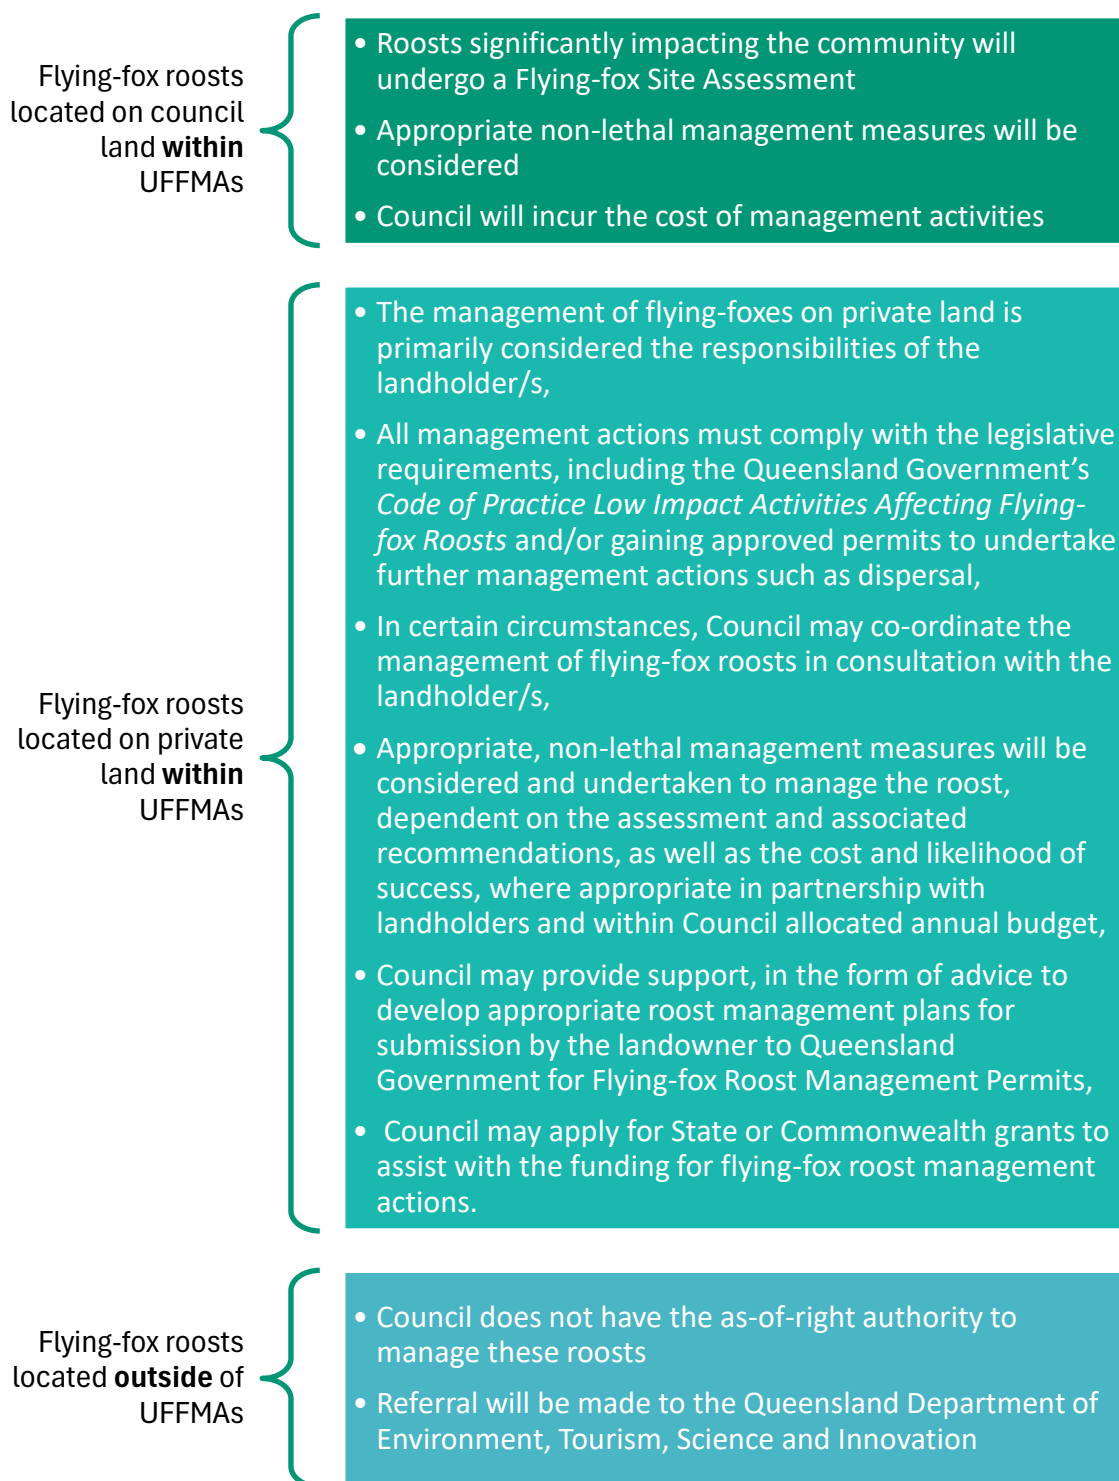 Flying-fox roosts
located on council
land within
UFFMAs
• Roosts significantly impacting the community will
undergo a Flying-fox Site Assessment
• Appropriate non-lethal management measures will be
considered
• Council will incur the cost of management activities
Flying-fox roosts
located on private
land within
UFFMAs
• The management of flying-foxes on private land is
primarily considered the responsibilities of the
landholder/s,
• All management actions must comply with the legislative
requirements, including the Queensland Government’s
Code of Practice Low Impact Activities Affecting Flying-
fox Roosts and/or gaining approved permits to undertake
further management actions such as dispersal,
• In certain circumstances, Council may co-ordinate the
management of flying-fox roosts in consultation with the
landholder/s,
• Appropriate, non-lethal management measures will be
considered and undertaken to manage the roost,
dependent on the assessment and associated
recommendations, as well as the cost and likelihood of
success, where appropriate in partnership with
landholders and within Council allocated annual budget,
• Council may provide support, in the form of advice to
develop appropriate roost management plans for
submission by the landowner to Queensland
Government for Flying-fox Roost Management Permits,
• Council may apply for State or Commonwealth grants to
assist with the funding for flying-fox roost management
actions.
Flying-fox roosts
located outside of
UFFMAs
• Council does not have the as-of-right authority to
manage these roosts
• Referral will be made to the Queensland Department of
Environment, Tourism, Science and Innovation